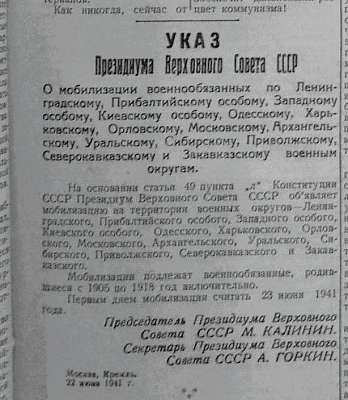 Как никогда, сейчас от
цвет коммунизма!
УКАЗ
Президиума Верховного Совета СССР
О мобилизации военнообязанных по Ленин-
градскому, Прибалтийскому особому, Западному
особому, Киевскому особому, Одесскому, Харь-
ковскому, Орловскому, Московскому, Архангель-
скому, Уральскому, Сибирскому, Приволжскому,
Северокавказскому и Закавказскому военным
округам.
На основании статьи 49 пункта „л" Конституции
СССР Президиум Верховного Совета СССР об'являет
мобилизацию на территории военных округов—Ленин-
градского, Прибалтийского особого, Западного особого,
Киевского особого, Одесского, Харьковского, Орлов-
ского, Московского, Архангельского, Уральского, Си-
бирского, Приволжского, Северокавказского и Закав-
казского.
Мобилизации подлежат военнообязанные, родив-
шиеся с 1905 по 1918 год включительно.
Первым днем мобилизации считать 23 июня 1941
года.
Председатель Президиума Верховного
Совета СССР М. КАЛИНИН.
Секретарь Президиума Верховного
Совета СССР А. ГОРКИН.
Москва, Кремль.
22 июня 1941 г.